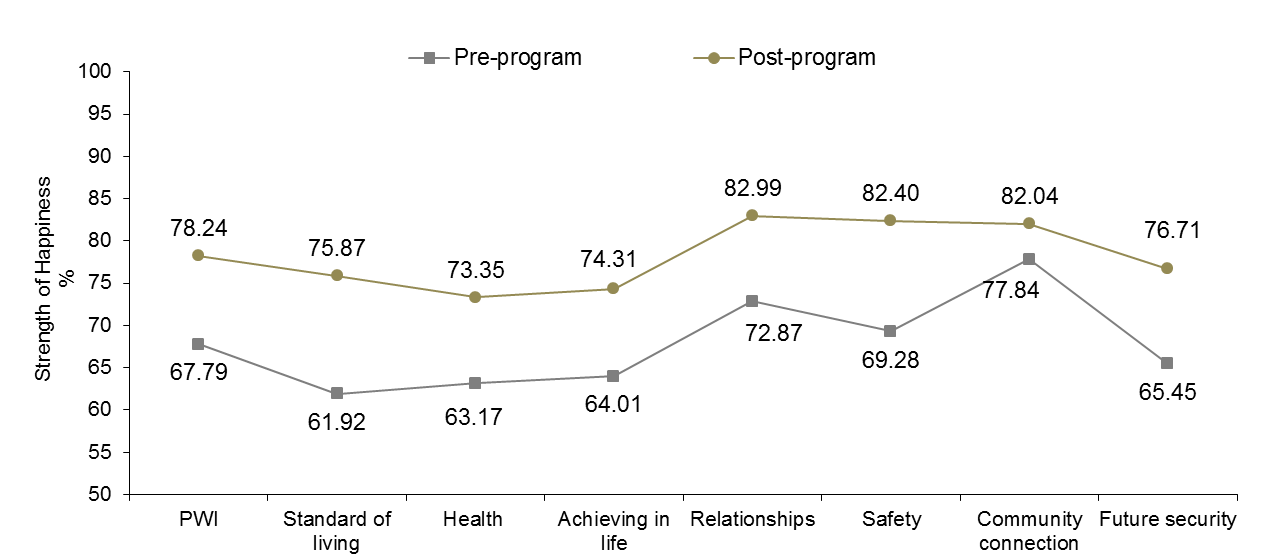 Pre-program
Post-program
Strength of Happiness
%
100
95
90
85
80
75
70
65
60
55
50
78.24
75.87
73.35
74.31
82.99
82.40
82.04
76.71
67.79
61.92
63.17
64.01
72.87
69.28
77.84
65.45
PWI
Standard of
living
Health
Achieving in
life
Relationships
Safety
Community
connection
Future security